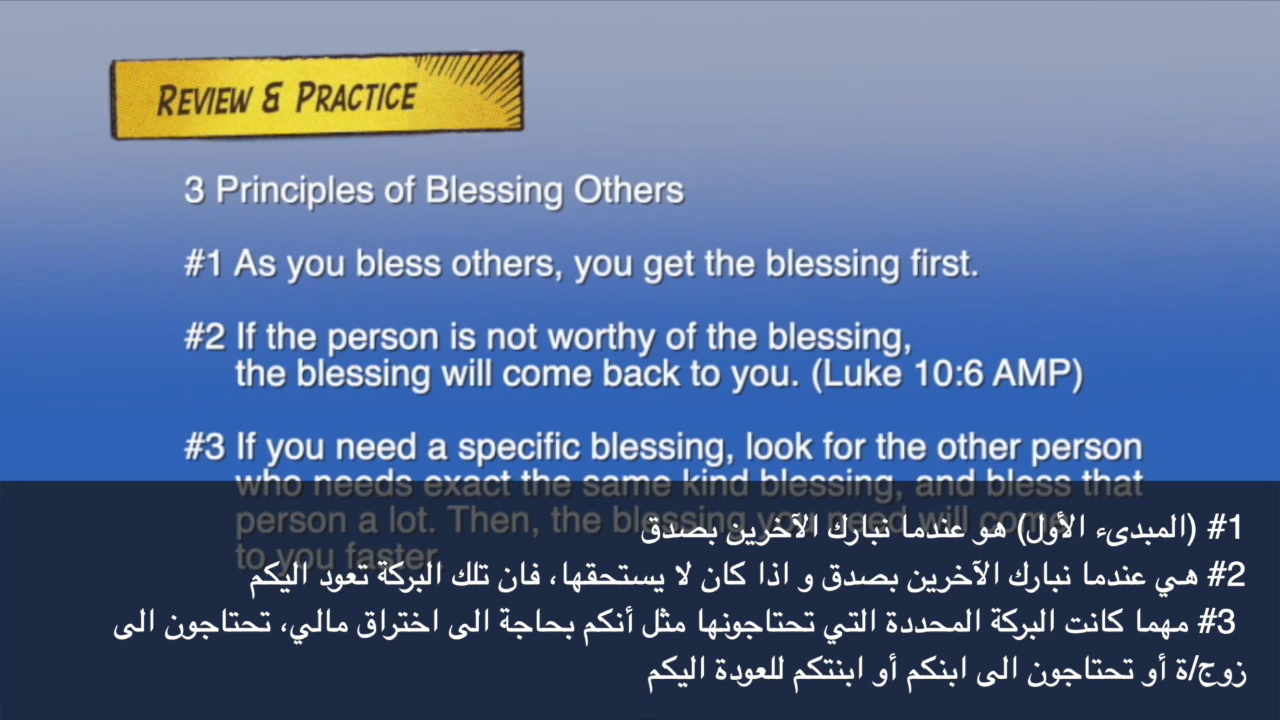 REVIEW & PRACTICE
3 Principles of Blessing Others
#1 As you bless others, you get the blessing first.
#2 If the person is not worthy of the blessing,
the blessing will come back to you. (Luke 10:6 AMP)
#3 If you need a specific blessing, look for the other person
who needs exact the same kind blessing, and bless that
person a lot. Then, the blessing you need will come
to you faster.
#1 (المبدىء الأول) هو عندما نبارك الآخرين بصدق
#2 هي عندما نبارك الآخرين بصدق و اذا كان لا يستحقها، فان تلك البركة تعود اليكم
#3 مهما كانت البركة المحددة التي تحتاجونها مثل أنكم بحاجة الى اختراق مالي، تحتاجون الى
زوج/ة أو تحتاجون الى ابنكم أو ابنتكم للعودة اليكم